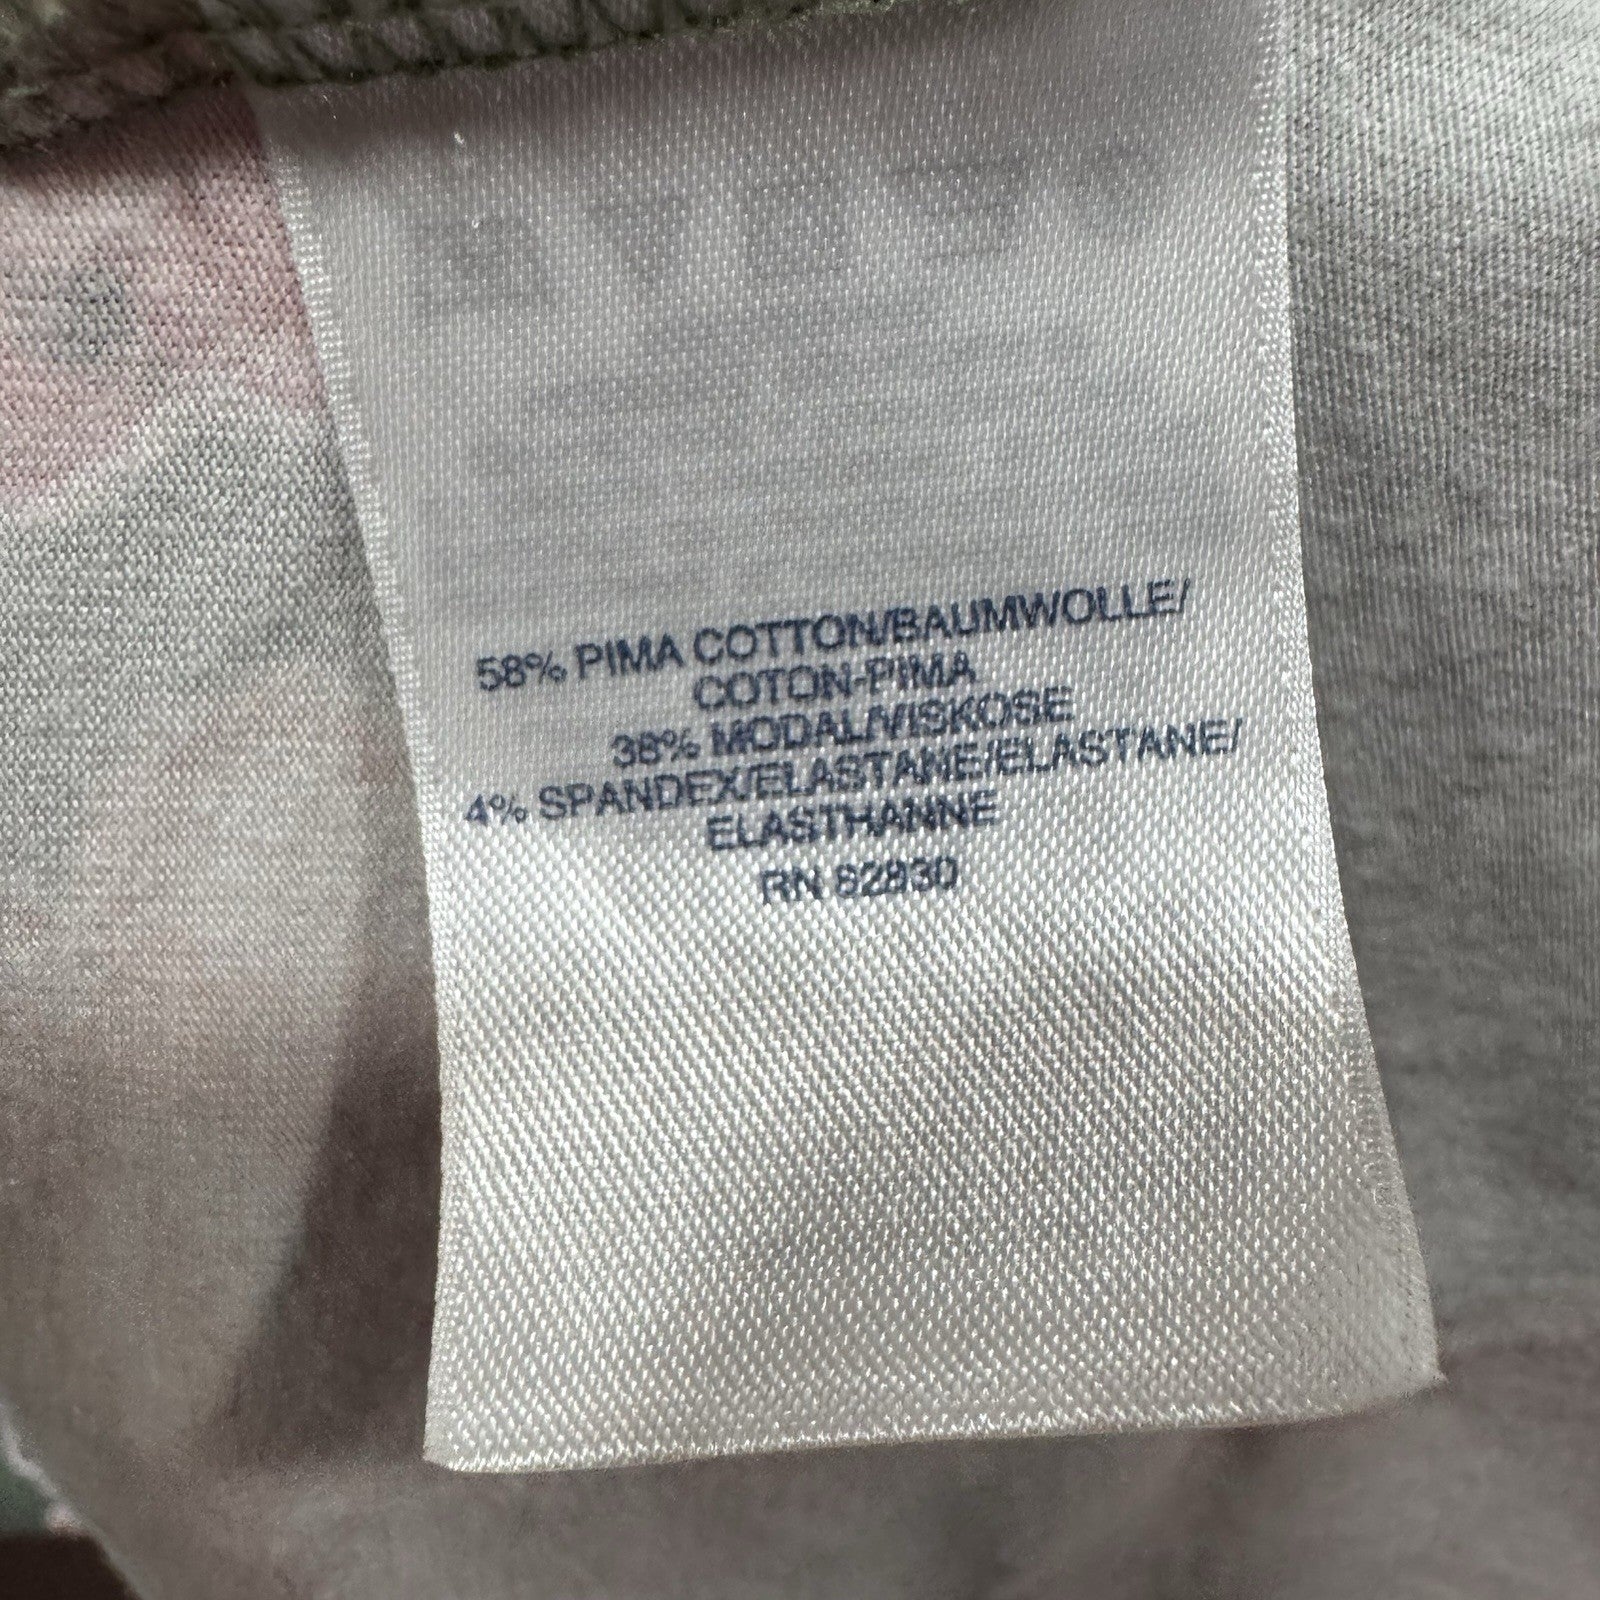 58% PIMA COTTON/BAUMWOLLE/
COTON-PIMA
38% MODAL/VISKOSE
4% SPANDEX/ELASTANE/ELASTANE/
ELASTHANNE
RN 82830